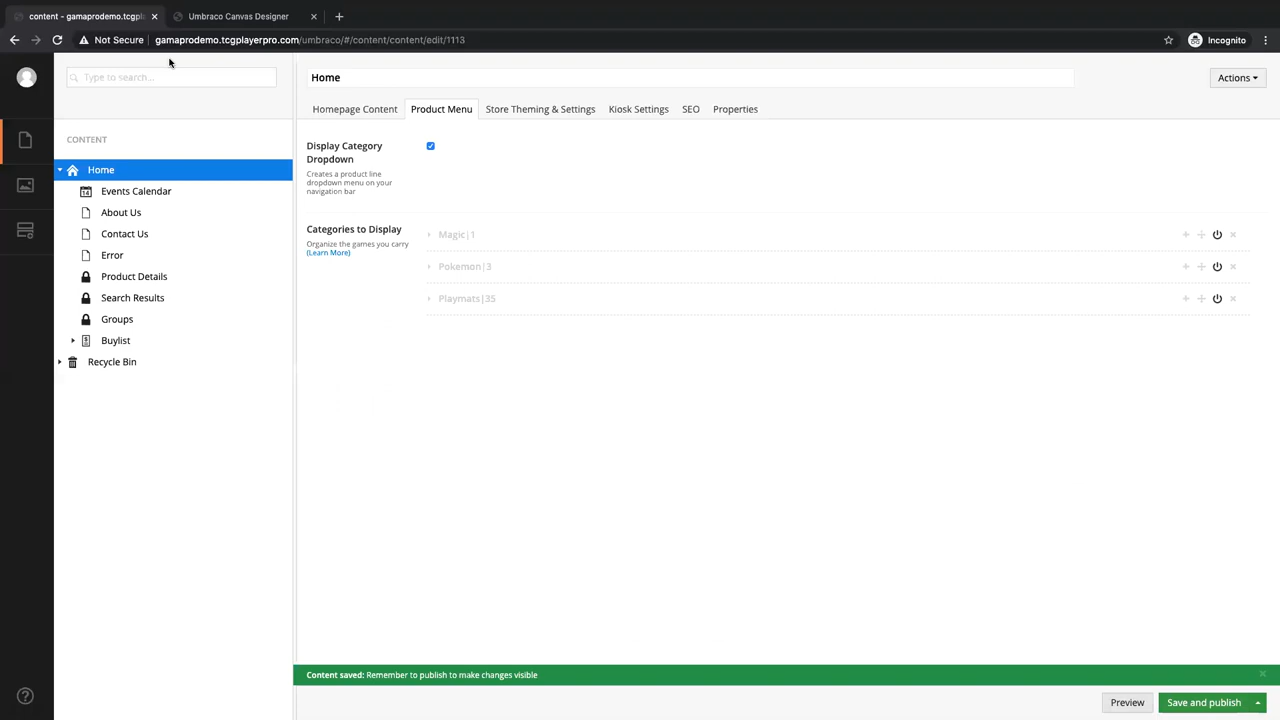 content - gamaprodemo.tcgpla
Umbraco Canvas Designer
Not Secure
gamaprodemo.tcgplayerpro.com/umbraco/#/content/content/edit/1113
Incognito
Type to search...
Home
Actions
Homepage Content
Product Menu
Store Theming & Settings
Kiosk Settings
SEO
Properties
CONTENT
Home
Events Calendar
About Us
Contact Us
Error
Product Details
Search Results
Groups
Buylist
Recycle Bin
Display Category
Dropdown
Creates a product line
dropdown menu on your
navigation bar
Categories to Display
Organize the games you carry
(Learn More)
Magic|1
Pokemon|3
Playmats|35
Content saved: Remember to publish to make changes visible
Preview
Save and publish